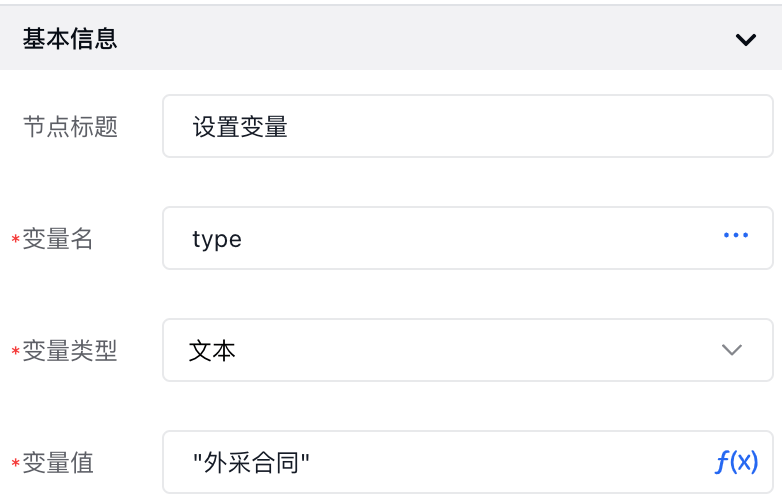 基本信息
节点标题 设置变量
*变量名 type ···
*变量类型 文本
*变量值 "外采合同" f(x)